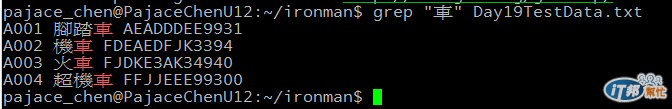 pajace_chen@PajaceChenU12:~/ironman$ grep "車" Day19TestData.txt
A001 腳踏車 AEADDDEE9931
A002 機車 FDEAEDFJK3394
A003 火車 FJDKE3AK34940
A004 超機車 FFJJEEE99300
pajace_chen@PajaceChenU12:~/ironman$
iT邦幫忙